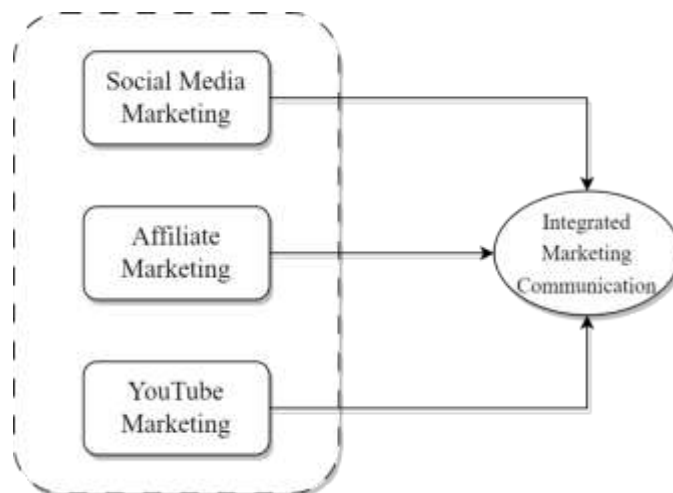 Social Media
Marketing
Affiliate
Marketing
YouTube
Marketing
Integrated
Marketing
Communication